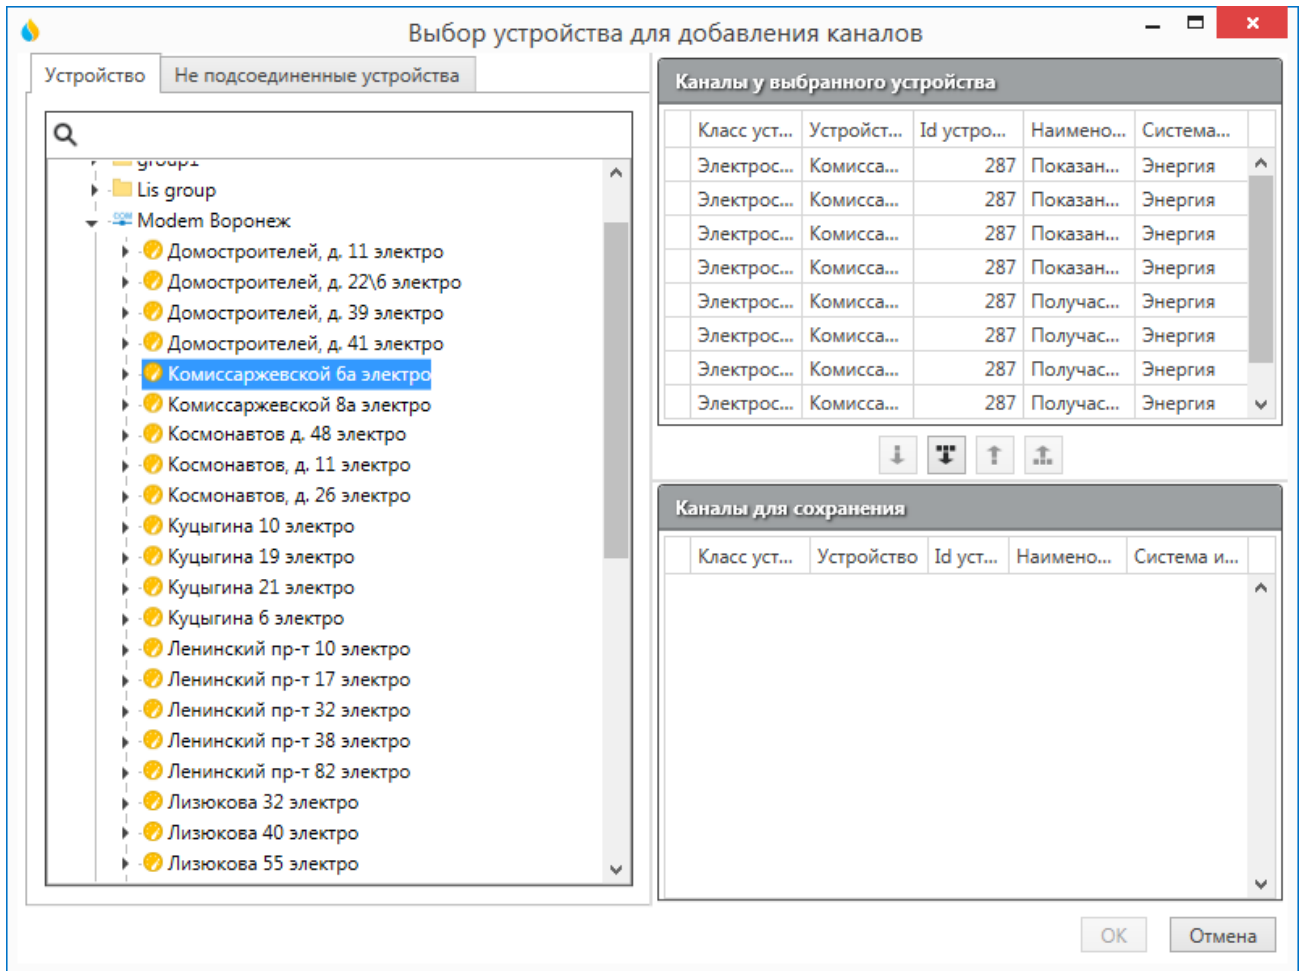 Выбор устройства для добавления каналов
Устройство
Не подсоединенные устройства
group1
Lis group
Modem Воронеж
Домостроителей, д. 11 электро
Домостроителей, д. 22\6 электро
Домостроителей, д. 39 электро
Домостроителей, д. 41 электро
Комиссаржевской 6а электро
Комиссаржевской 8а электро
Космонавтов д. 48 электро
Космонавтов, д. 11 электро
Космонавтов, д. 26 электро
Куцыгина 10 электро
Куцыгина 19 электро
Куцыгина 21 электро
Куцыгина 6 электро
Ленинский пр-т 10 электро
Ленинский пр-т 17 электро
Ленинский пр-т 32 электро
Ленинский пр-т 38 электро
Ленинский пр-т 82 электро
Лизюкова 32 электро
Лизюкова 40 электро
Лизюкова 55 электро
Каналы у выбранного устройства
Класс уст... Устройст... Id устро... Наимено... Система...
Электрос... Комисса... 287 Показан... Энергия
Электрос... Комисса... 287 Показан... Энергия
Электрос... Комисса... 287 Показан... Энергия
Электрос... Комисса... 287 Показан... Энергия
Электрос... Комисса... 287 Получас... Энергия
Электрос... Комисса... 287 Получас... Энергия
Электрос... Комисса... 287 Получас... Энергия
Электрос... Комисса... 287 Получас... Энергия
Каналы для сохранения
Класс уст... Устройство Id уст... Наимено... Система и...
OK Отмена